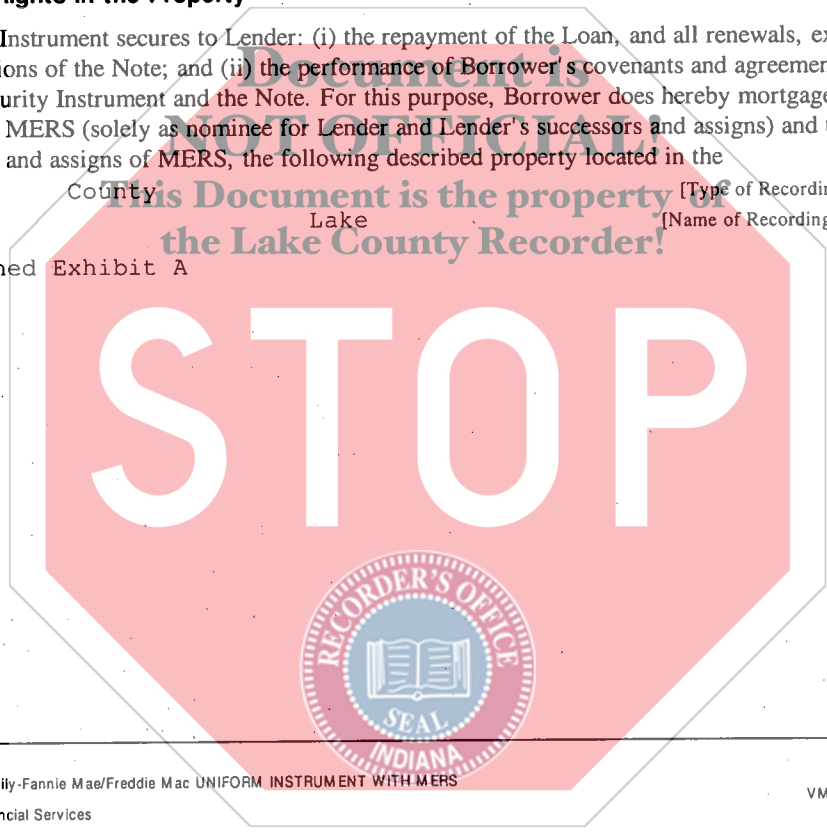 Rights in the Property
Instrument secures to Lender: (i) the repayment of the Loan, and all renewals, ex
ions of the Note; and (ii) the performance of Borrower's covenants and agreemen
urity Instrument and the Note. For this purpose, Borrower does hereby mortgage
MERS (solely as nominee for Lender and Lender's successors and assigns) and
and assigns of MERS, the following described property located in the
County [Type of Recordin
Lake [Name of Recording
ned Exhibit A
Document is
NOT OFFICIAL!
This Document is the property of
the Lake County Recorder!
STOP
RECORDER'S OFFICE
SEAL
INDIANA
ily-Fannie Mae/Freddie Mac UNIFORM INSTRUMENT WITH MERS
VM
ncial Services